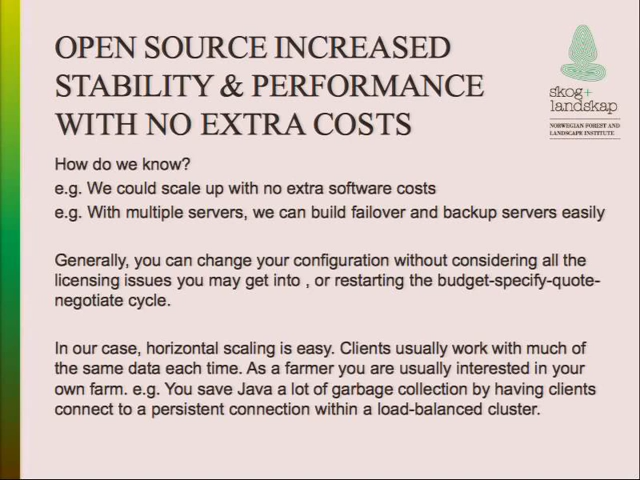 OPEN SOURCE INCREASED
STABILITY & PERFORMANCE
WITH NO EXTRA COSTS
skog+
landskap
NORWEGIAN FOREST AND
LANDSCAPE INSTITUTE
How do we know?
e.g. We could scale up with no extra software costs
e.g. With multiple servers, we can build failover and backup servers easily
Generally, you can change your configuration without considering all the
licensing issues you may get into , or restarting the budget-specify-quote-
negotiate cycle.
In our case, horizontal scaling is easy. Clients usually work with much of
the same data each time. As a farmer you are usually interested in your
own farm. e.g. You save Java a lot of garbage collection by having clients
connect to a persistent connection within a load-balanced cluster.